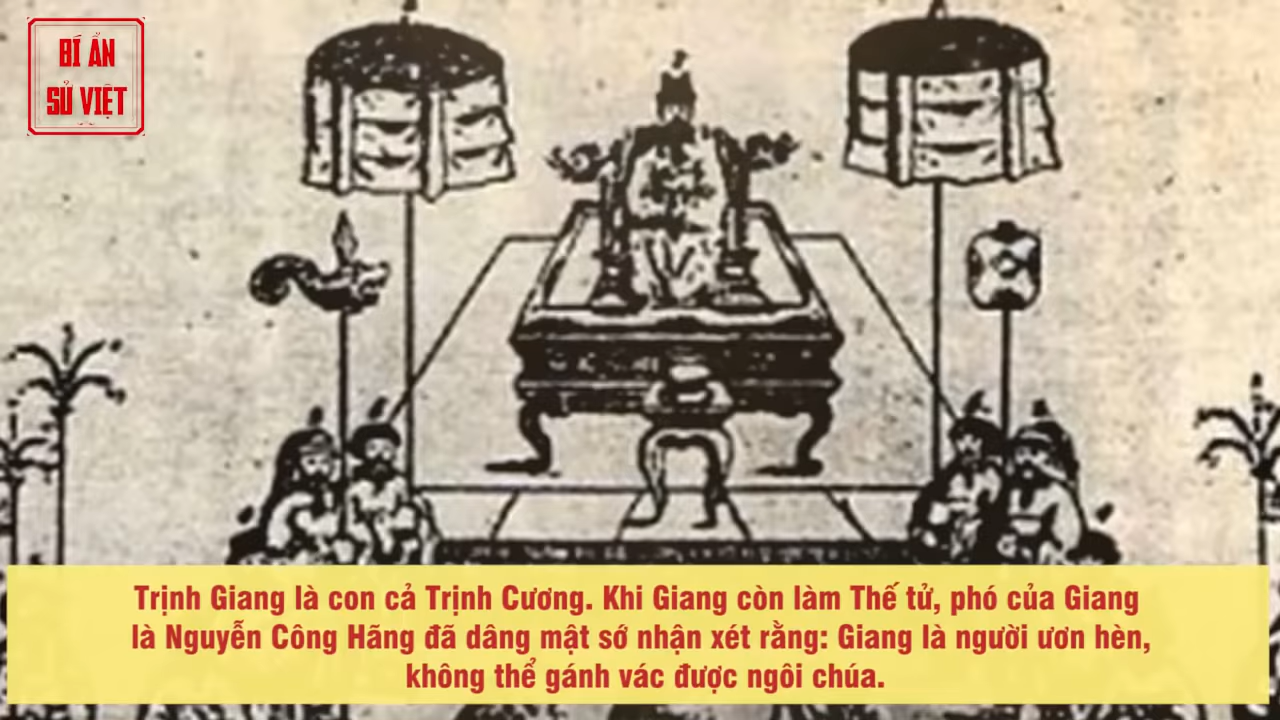 BÍ ẨN
SỬ VIỆT
Trịnh Giang là con cả Trịnh Cương. Khi Giang còn làm Thế tử, phó của Giang
là Nguyễn Công Hãng đã dâng mật sớ nhận xét rằng: Giang là người ươn hèn,
không thể gánh vác được ngôi chúa.